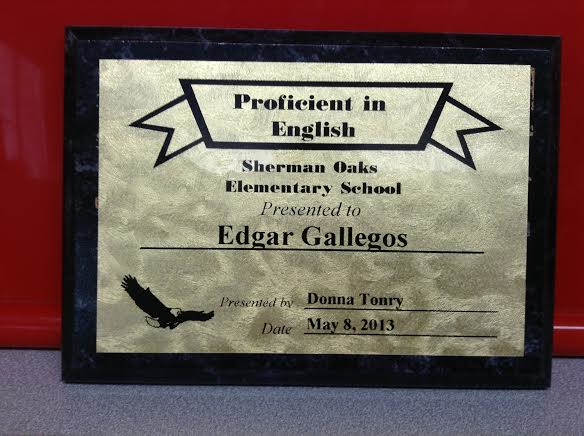 Proficient in
English
Sherman Oaks
Elementary School
Presented to
Edgar Gallegos
Presented by Donna Tonry
Date May 8, 2013